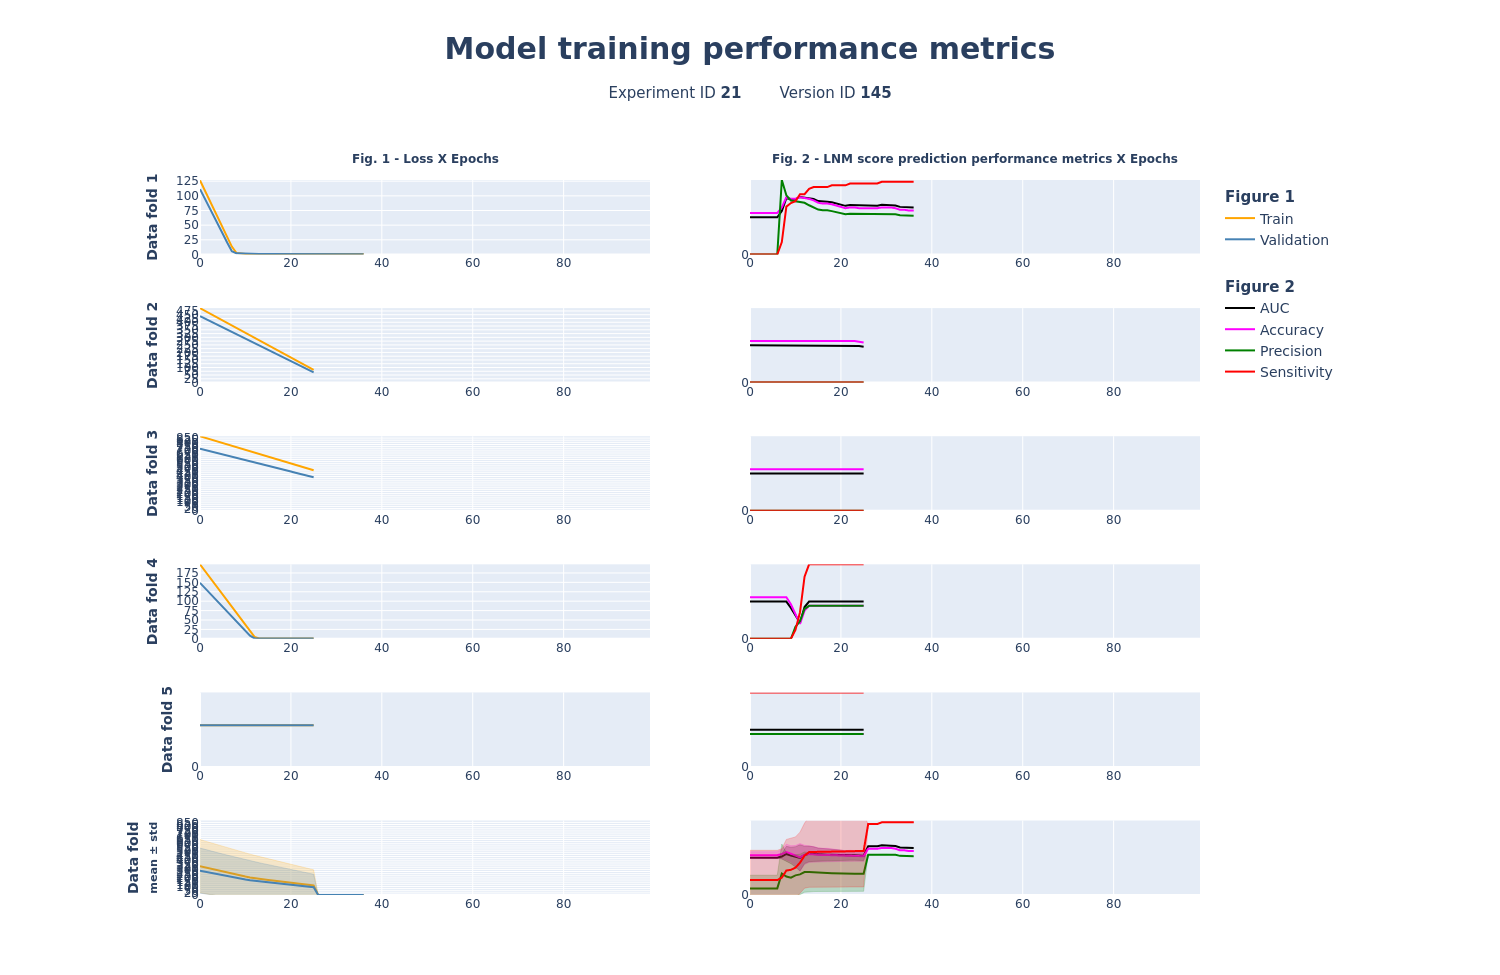 Model training performance metrics
Experiment ID 21 Version ID 145
Fig. 1 - Loss X Epochs
Fig. 2 - LNM score prediction performance metrics X Epochs
Data fold 1
125
100
75
50
25
0
0 20 40 60 80
0
0 20 40 60 80
Figure 1
Train
Validation
Figure 2
AUC
Accuracy
Precision
Sensitivity
Data fold 2
475
25
0
0 20 40 60 80
0
0 20 40 60 80
Data fold 3
850
0 20 40 60 80
0
0 20 40 60 80
Data fold 4
175
150
125
100
75
50
25
0
0 20 40 60 80
0
0 20 40 60 80
Data fold 5
0
0 20 40 60 80
0
0 20 40 60 80
Data fold
mean ± std
850
0 20 40 60 80
0
0 20 40 60 80